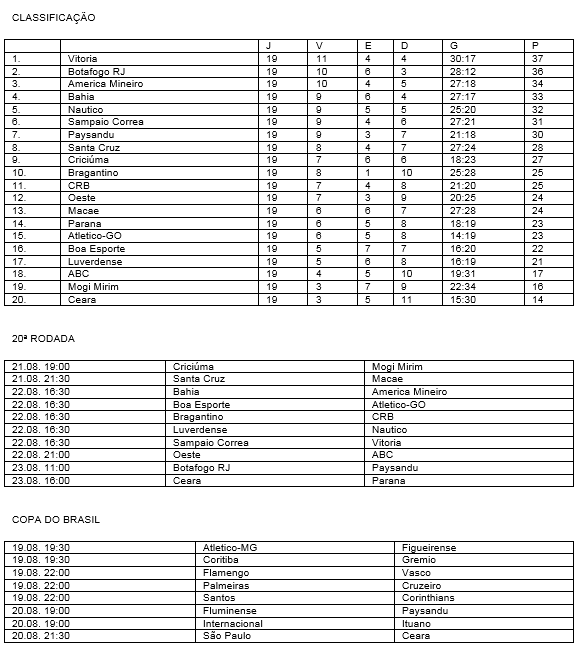 CLASSIFICAÇÃO
J V E D G P
1. Vitoria 19 11 4 4 30:17 37
2. Botafogo RJ 19 10 6 3 28:12 36
3. America Mineiro 19 10 4 5 27:18 34
4. Bahia 19 9 6 4 27:17 33
5. Nautico 19 9 5 5 25:20 32
6. Sampaio Correa 19 9 4 6 27:21 31
7. Paysandu 19 9 3 7 21:18 30
8. Santa Cruz 19 8 4 7 27:24 28
9. Criciúma 19 7 6 6 18:23 27
10. Bragantino 19 8 1 10 25:28 25
11. CRB 19 7 4 8 21:20 25
12. Oeste 19 7 3 9 20:25 24
13. Macae 19 6 6 7 27:28 24
14. Parana 19 6 5 8 18:19 23
15. Atletico-GO 19 6 5 8 14:19 23
16. Boa Esporte 19 5 7 7 16:20 22
17. Luverdense 19 5 6 8 16:19 21
18. ABC 19 4 5 10 19:31 17
19. Mogi Mirim 19 3 7 9 22:34 16
20. Ceara 19 3 5 11 15:30 14
20ª RODADA
21.08. 19:00 Criciúma Mogi Mirim
21.08. 21:30 Santa Cruz Macae
22.08. 16:30 Bahia America Mineiro
22.08. 16:30 Boa Esporte Atletico-GO
22.08. 16:30 Bragantino CRB
22.08. 16:30 Luverdense Nautico
22.08. 16:30 Sampaio Correa Vitoria
22.08. 21:00 Oeste ABC
23.08. 11:00 Botafogo RJ Paysandu
23.08. 16:00 Ceara Parana
COPA DO BRASIL
19.08. 19:30 Atletico-MG Figueirense
19.08. 19:30 Coritiba Gremio
19.08. 22:00 Flamengo Vasco
19.08. 22:00 Palmeiras Cruzeiro
19.08. 22:00 Santos Corinthians
20.08. 19:00 Fluminense Paysandu
20.08. 19:00 Internacional Ituano
20.08. 21:30 São Paulo Ceara